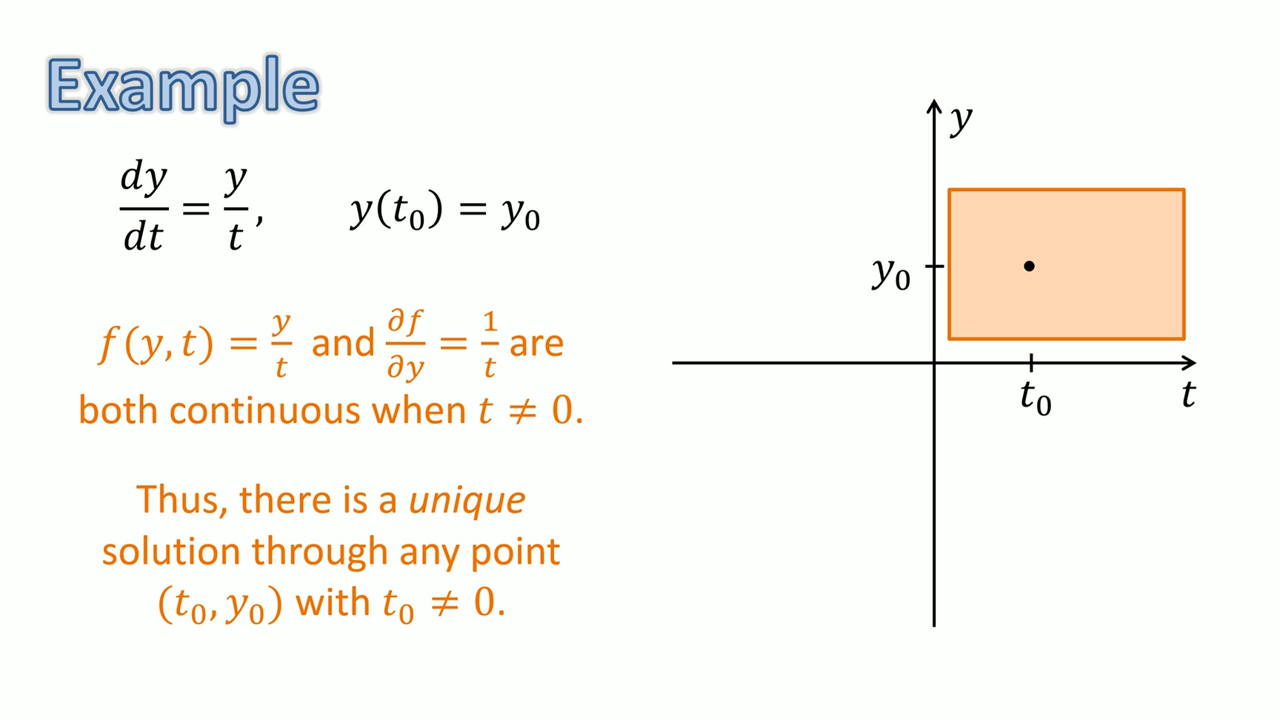 Example
dy/dt = y/t, y(t₀) = y₀
f(y, t) = y/t and ∂f/∂y = 1/t are
both continuous when t ≠ 0.
Thus, there is a unique
solution through any point
(t₀, y₀) with t₀ ≠ 0.
y
y₀
t₀
t